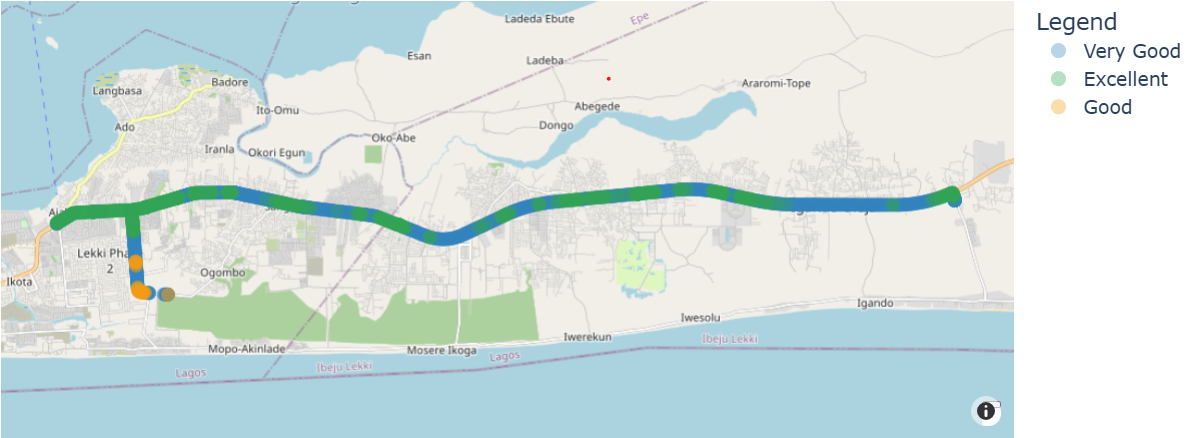 Ladeda Ebute
Epe
Esan
Ladeba
Badore
Langbasa
Araromi-Tope
Ito-Omu
Abegede
Ado
Dongo
Oko-Abe
Iranla
Okori Egun
Lekki Pha
2
Ogombo
Ikota
Igando
Iwesolu
Iwerekun
Ibeju Lekki
Mopo-Akinlade
Mosere Ikoga
Lagos
Ibeju Lekki
Lagos
Legend
Very Good
Excellent
Good